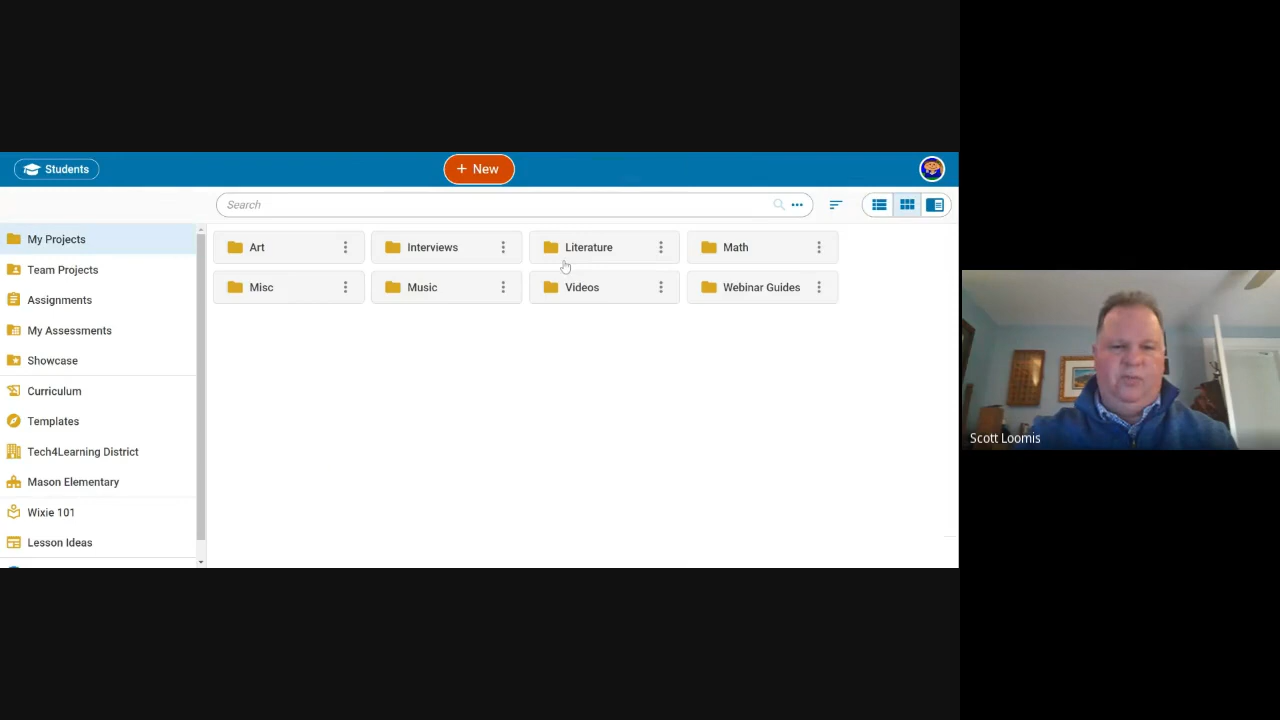 Students
+ New
Search
My Projects
Team Projects
Assignments
My Assessments
Showcase
Curriculum
Templates
Tech4Learning District
Mason Elementary
Wixie 101
Lesson Ideas
Art
Interviews
Literature
Math
Misc
Music
Videos
Webinar Guides
Scott Loomis